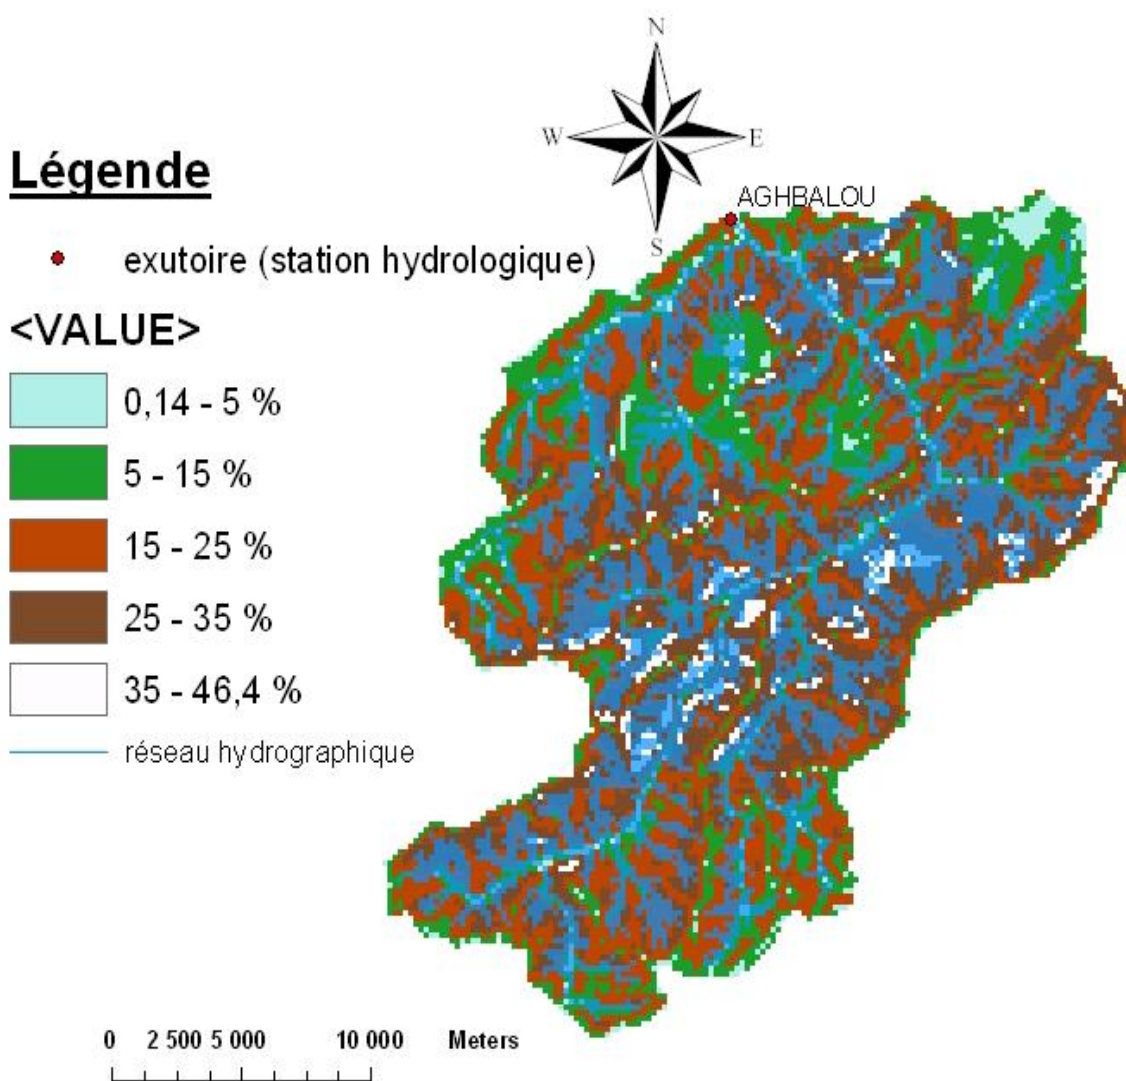 N
W E
S
AGHBALOU
Légende
exutoire (station hydrologique)
<VALUE>
0,14 - 5 %
5 - 15 %
15 - 25 %
25 - 35 %
35 - 46,4 %
réseau hydrographique
0 2 500 5 000 10 000 Meters